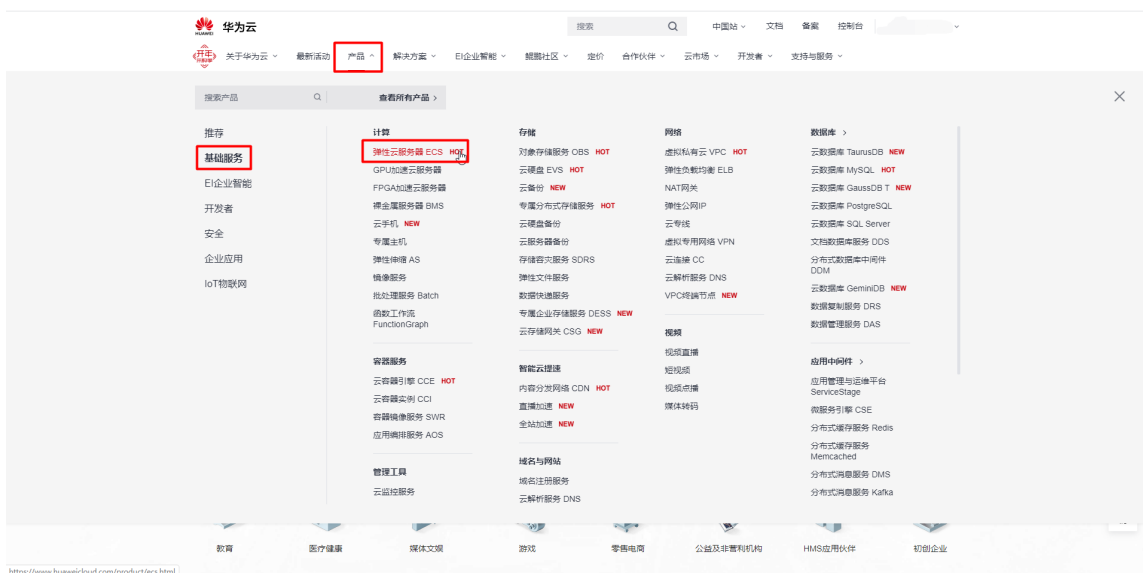 HUAWEI
华为云
搜索
中国站
文档
备案
控制台
开年
关于华为云
最新活动
产品
解决方案
EI企业智能
鲲鹏社区
定价
合作伙伴
云市场
开发者
支持与服务
搜索产品
查看所有产品 >
推荐
基础服务
EI企业智能
开发者
安全
企业应用
IoT物联网
计算
弹性云服务器 ECS HOT
GPU加速云服务器
FPGA加速云服务器
裸金属服务器 BMS
云手机 NEW
专属主机
弹性伸缩 AS
镜像服务
批处理服务 Batch
函数工作流
FunctionGraph
容器服务
云容器引擎 CCE HOT
云容器实例 CCI
容器镜像服务 SWR
应用编排服务 AOS
管理工具
云监控服务
存储
对象存储服务 OBS HOT
云硬盘 EVS HOT
云备份 NEW
专属分布式存储服务 HOT
云硬盘备份
云服务器备份
存储容灾服务 SDRS
弹性文件服务
数据快递服务
专属企业存储服务 DESS NEW
云存储网关 CSG NEW
智能云提速
内容分发网络 CDN HOT
直播加速 NEW
全站加速 NEW
域名与网站
域名注册服务
云解析服务 DNS
网络
虚拟私有云 VPC HOT
弹性负载均衡 ELB
NAT网关
弹性公网IP
云专线
虚拟专用网络 VPN
云连接 CC
云解析服务 DNS
VPC终端节点 NEW
视频
视频直播
短视频
视频点播
媒体转码
数据库 >
云数据库 TaurusDB NEW
云数据库 MySQL HOT
云数据库 GaussDB T NEW
云数据库 PostgreSQL
云数据库 SQL Server
文档数据库服务 DDS
分布式数据库中间件
DDM
云数据库 GeminiDB NEW
数据复制服务 DRS
数据管理服务 DAS
应用中间件 >
应用管理与运维平台
ServiceStage
微服务引擎 CSE
分布式缓存服务 Redis
分布式缓存服务
Memcached
分布式消息服务 DMS
分布式消息服务 Kafka
教育
医疗健康
媒体文娱
游戏
零售电商
公益及非营利机构
HMS应用伙伴
初创企业
https://www.huaweicloud.com/product/ecs.html